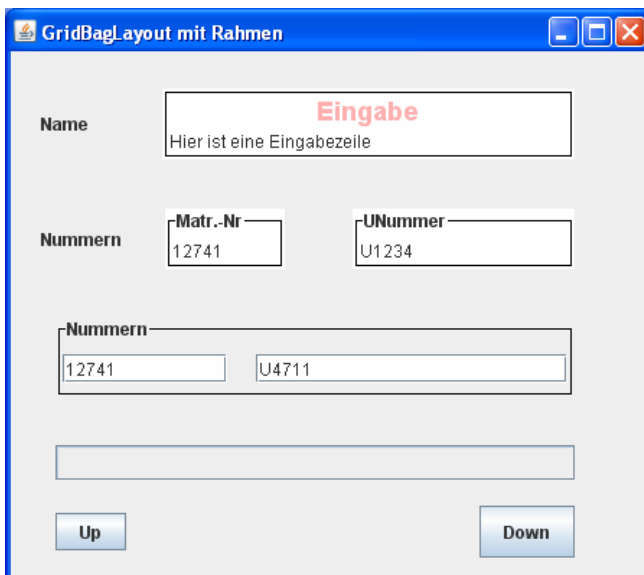 GridBagLayout mit Rahmen
Eingabe
Name
Hier ist eine Eingabezeile
Matr.-Nr UNummer
Nummern 12741 U1234
Nummern
12741 U4711
Up Down